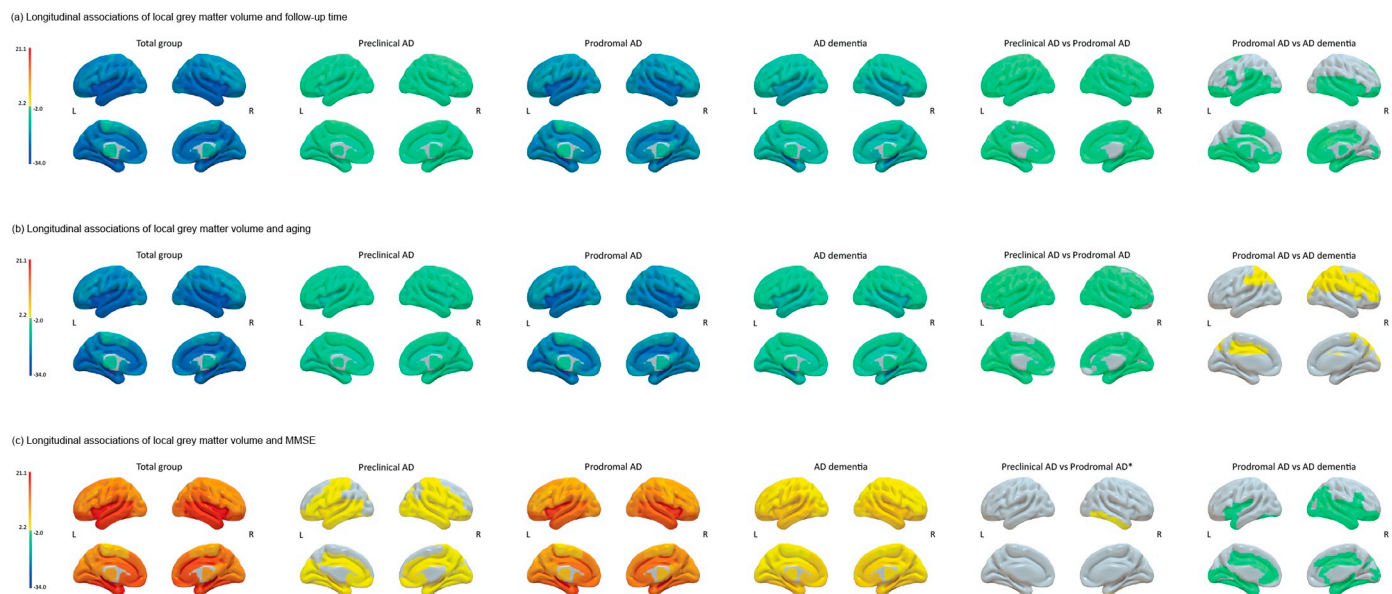 (a) Longitudinal associations of local grey matter volume and follow-up time
Total group
Preclinical AD
Prodromal AD
AD dementia
Preclinical AD vs Prodromal AD
Prodromal AD vs AD dementia
21.1
2.2
-2.0
-34.0
L
R
L
R
L
R
L
R
L
R
L
R
(b) Longitudinal associations of local grey matter volume and aging
Total group
Preclinical AD
Prodromal AD
AD dementia
Preclinical AD vs Prodromal AD
Prodromal AD vs AD dementia
21.1
2.2
-2.0
-34.0
L
R
L
R
L
R
L
R
L
R
L
R
(c) Longitudinal associations of local grey matter volume and MMSE
Total group
Preclinical AD
Prodromal AD
AD dementia
Preclinical AD vs Prodromal AD*
Prodromal AD vs AD dementia
21.1
2.2
-2.0
-34.0
L
R
L
R
L
R
L
R
L
R
L
R